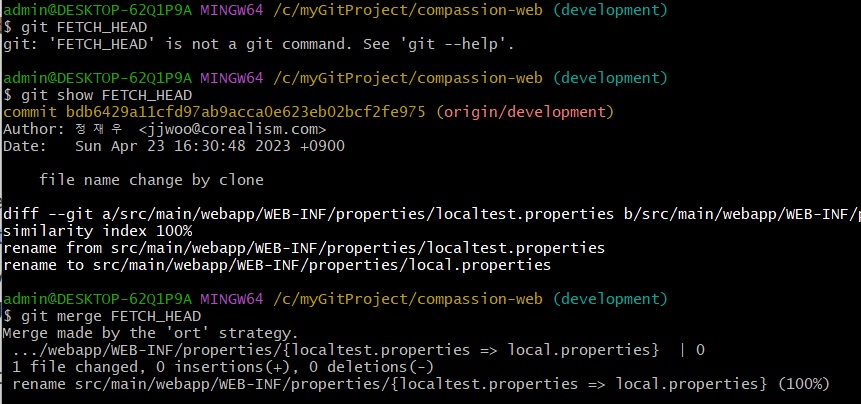 admin@DESKTOP-62Q1P9A MINGW64 /c/myGitProject/compassion-web (development)
$ git FETCH_HEAD
git: 'FETCH_HEAD' is not a git command. See 'git --help'.
admin@DESKTOP-62Q1P9A MINGW64 /c/myGitProject/compassion-web (development)
$ git show FETCH_HEAD
commit bdb6429a11cfd97ab9acca0e623eb02bcf2fe975 (origin/development)
Author: 정재우 <jjwoo@corealism.com>
Date:   Sun Apr 23 16:30:48 2023 +0900
file name change by clone
diff --git a/src/main/webapp/WEB-INF/properties/localtest.properties b/src/main/webapp/WEB-INF/p
similarity index 100%
rename from src/main/webapp/WEB-INF/properties/localtest.properties
rename to src/main/webapp/WEB-INF/properties/local.properties
admin@DESKTOP-62Q1P9A MINGW64 /c/myGitProject/compassion-web (development)
$ git merge FETCH_HEAD
Merge made by the 'ort' strategy.
.../webapp/WEB-INF/properties/{localtest.properties => local.properties}  | 0
1 file changed, 0 insertions(+), 0 deletions(-)
rename src/main/webapp/WEB-INF/properties/{localtest.properties => local.properties} (100%)